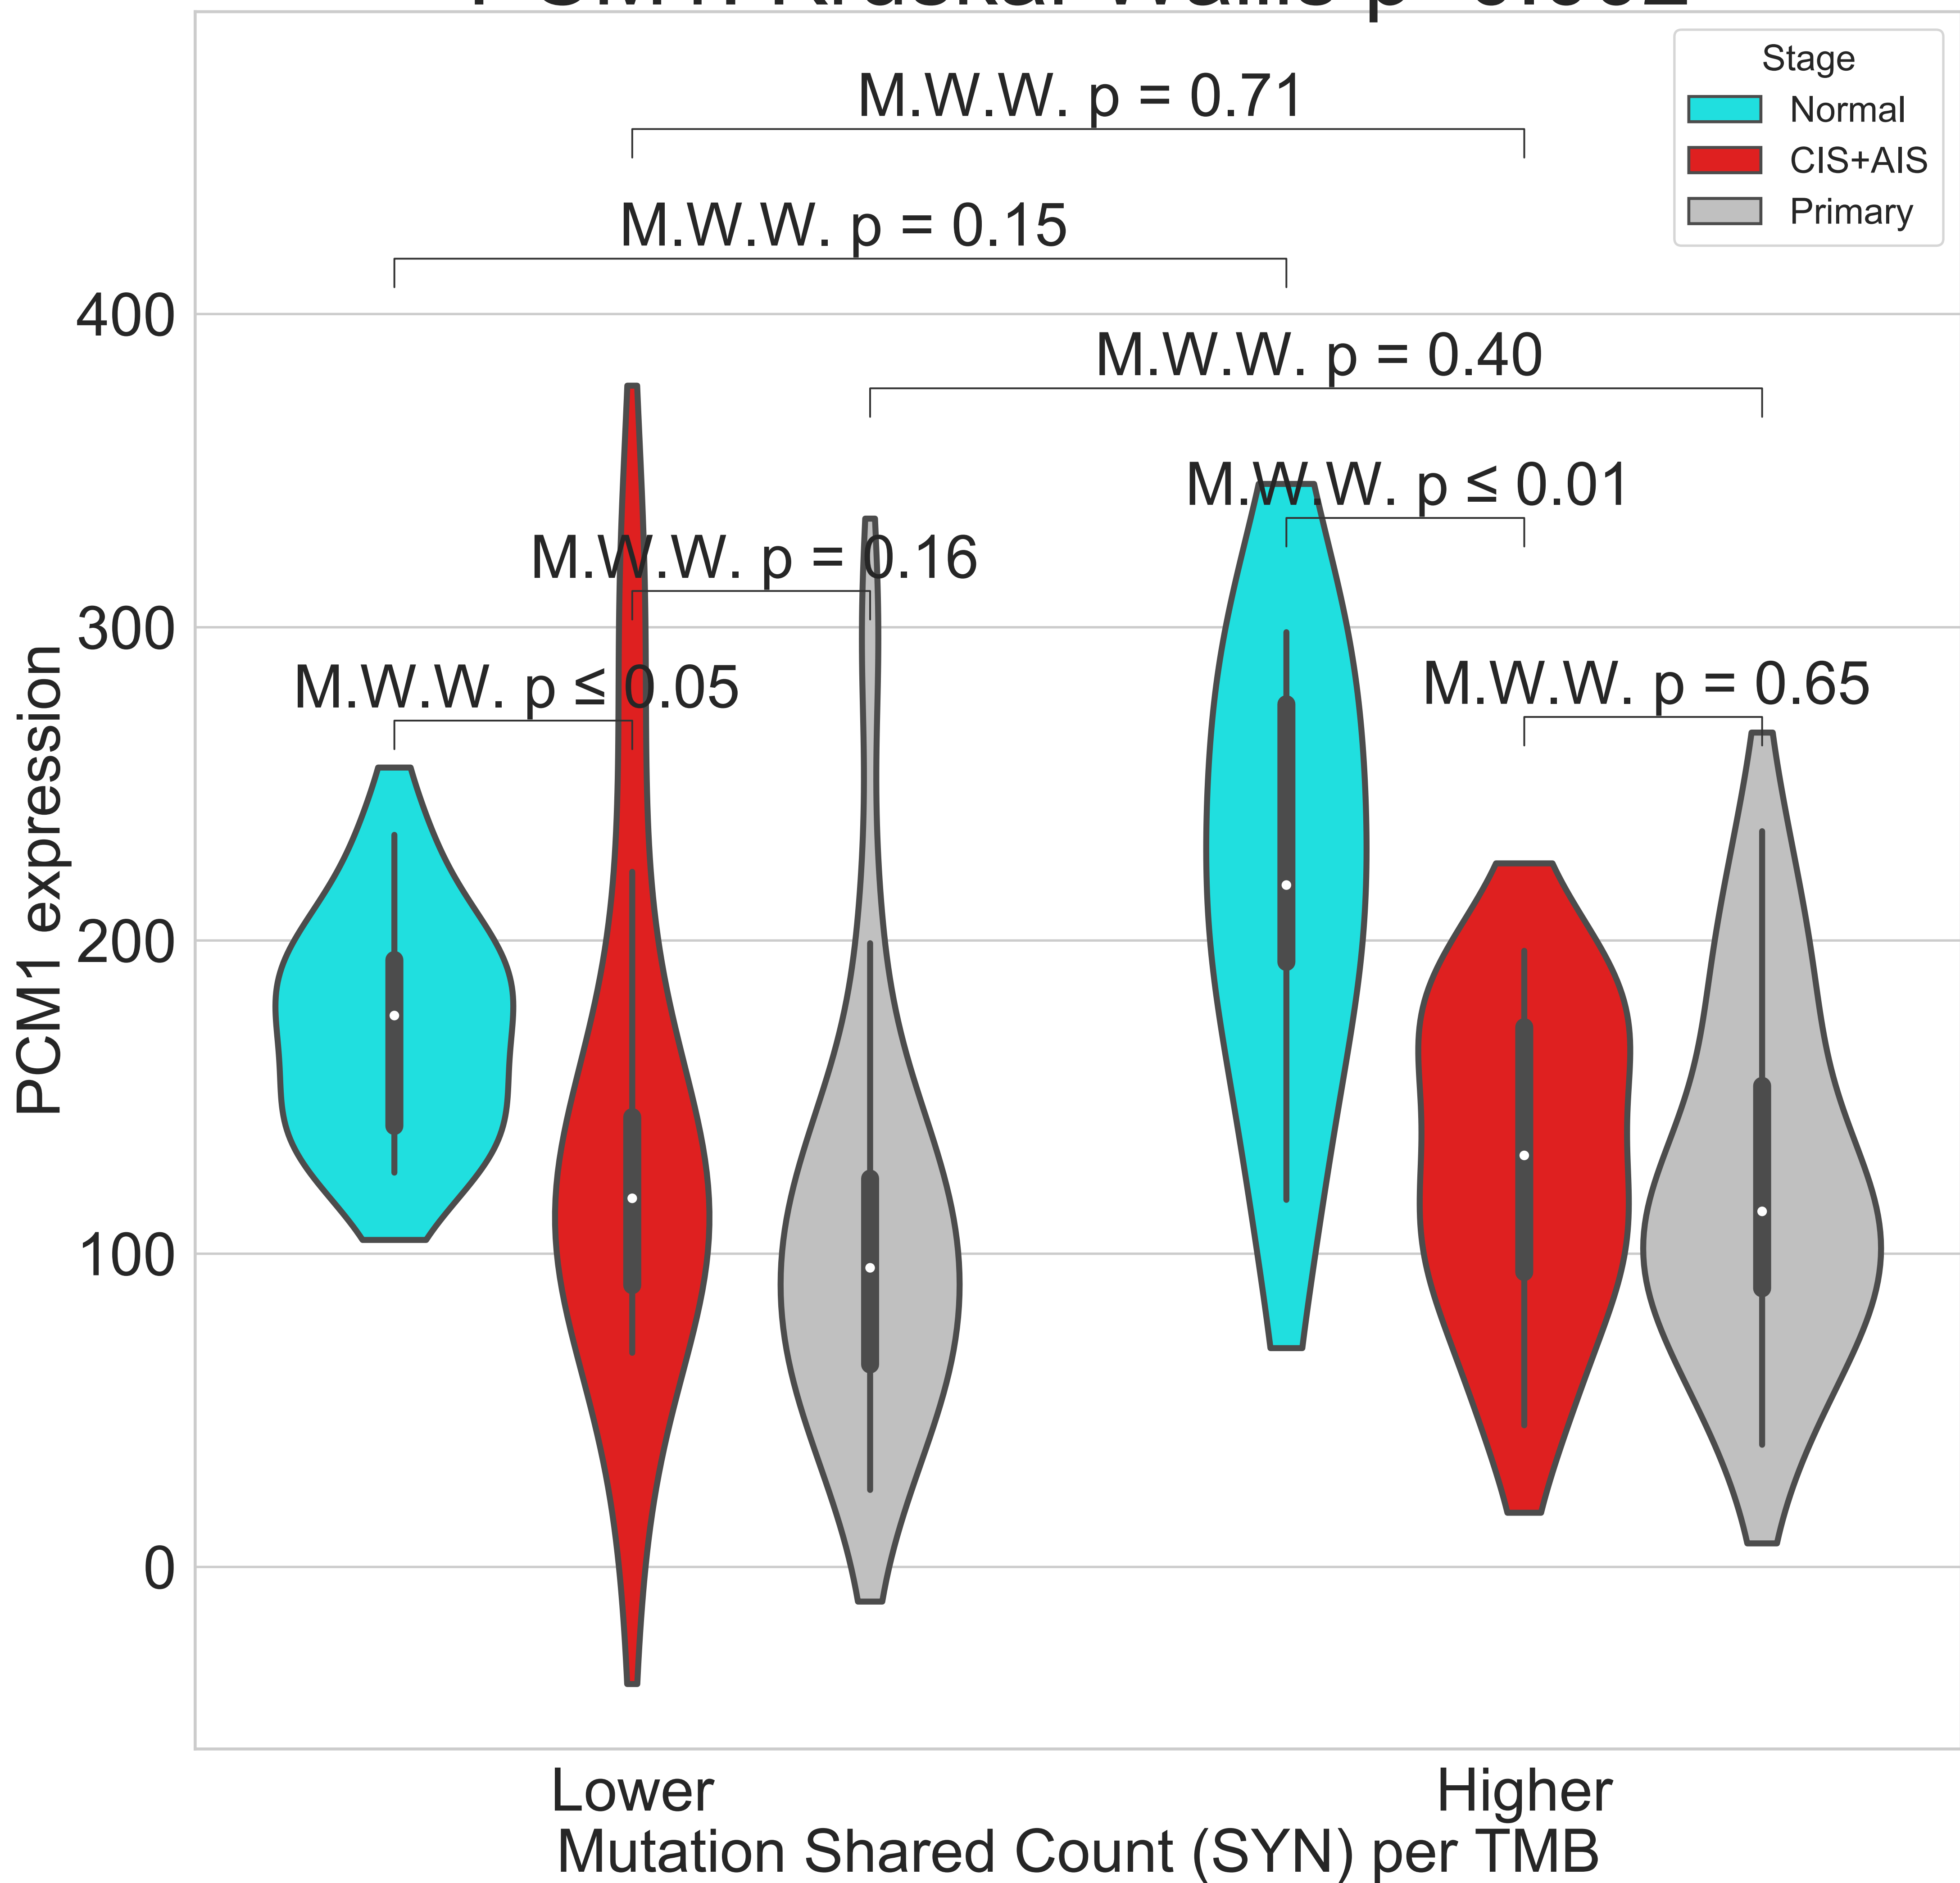 Stage
Normal
CIS+AIS
Primary
M.W.W. p = 0.71
M.W.W. p = 0.15
400
M.W.W. p = 0.40
M.W.W. p ≤ 0.01
M.W.W. p = 0.16
300
M.W.W. p ≤ 0.05
M.W.W. p = 0.65
PCM1 expression
200
100
0
Lower
Higher
Mutation Shared Count (SYN) per TMB